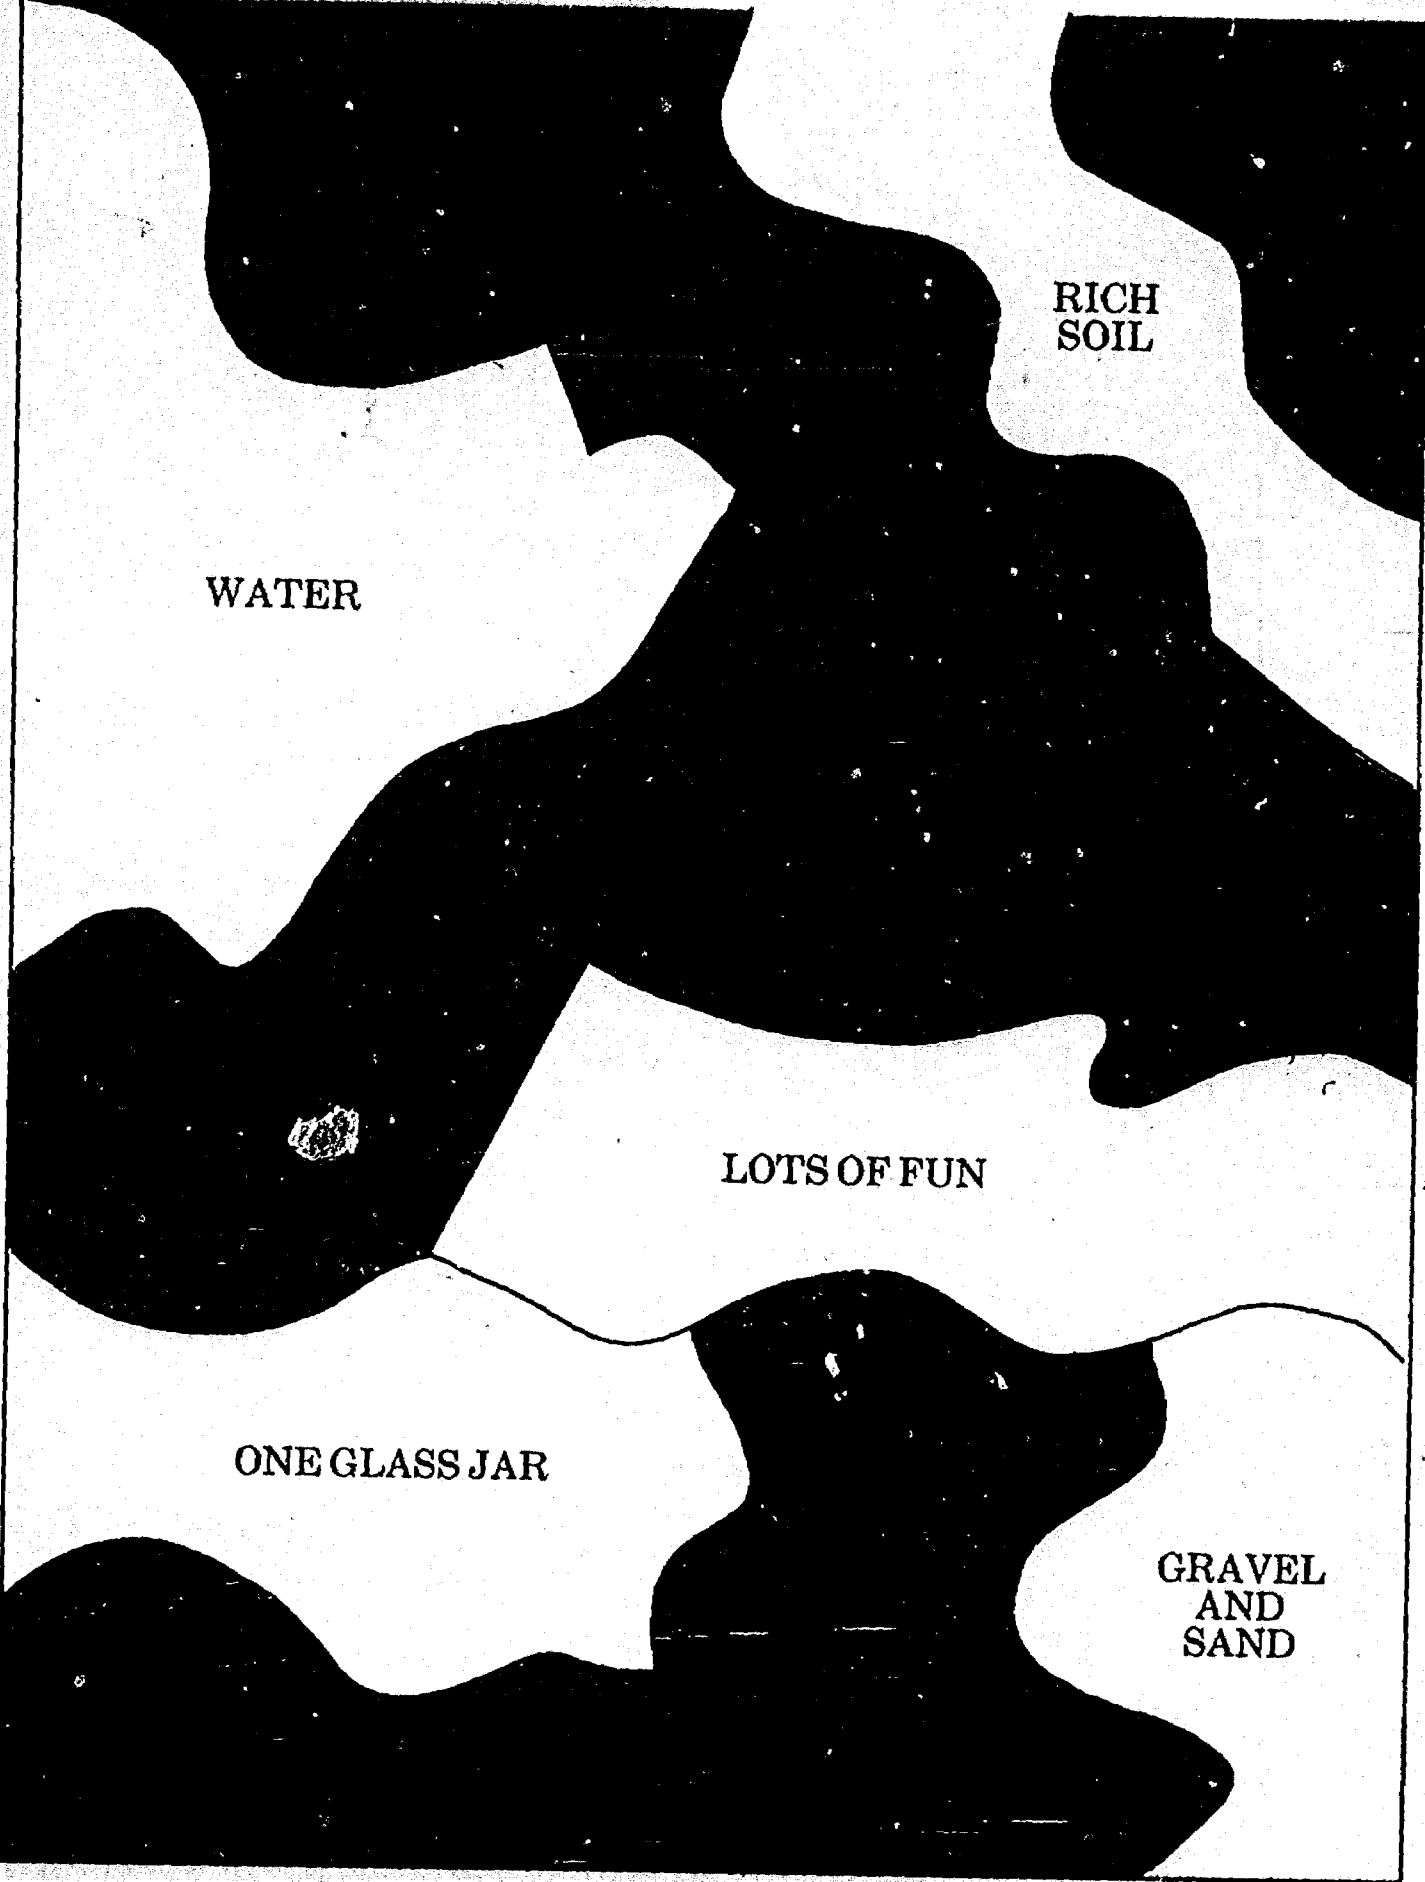 RICH
SOIL
WATER
LOTS OF FUN
ONE GLASS JAR
GRAVEL
AND
SAND